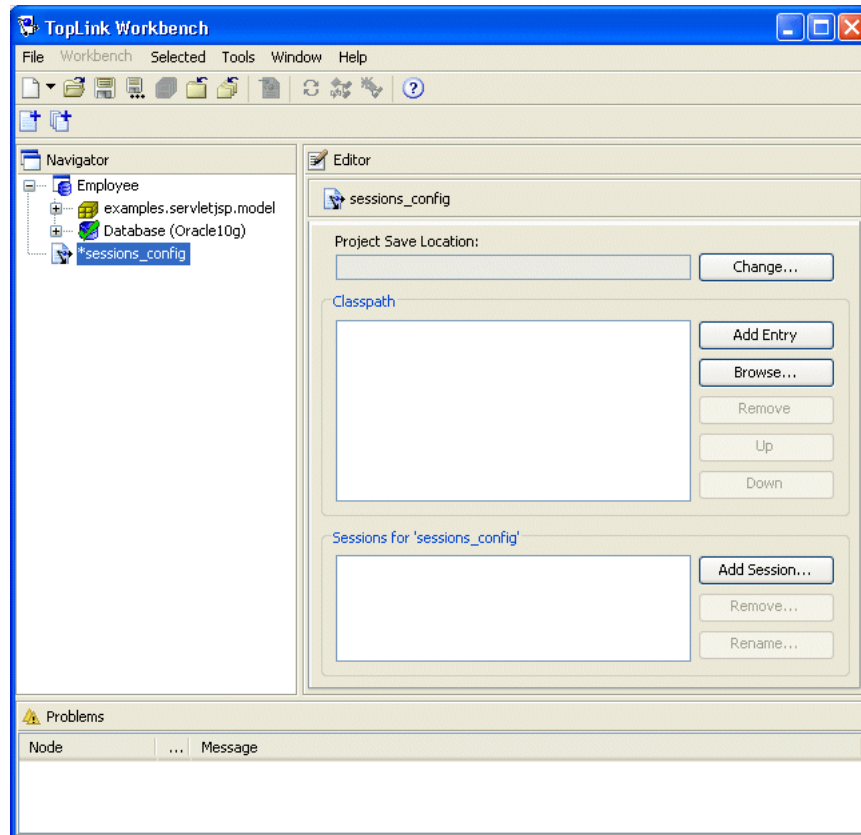 TopLink Workbench
File Workbench Selected Tools Window Help
Navigator
Editor
Employee
examples.servletjsp.model
Database (Oracle10g)
*sessions_config
sessions_config
Project Save Location:
Change...
Classpath
Add Entry
Browse...
Remove
Up
Down
Sessions for 'sessions_config'
Add Session...
Remove...
Rename...
Problems
Node ... Message